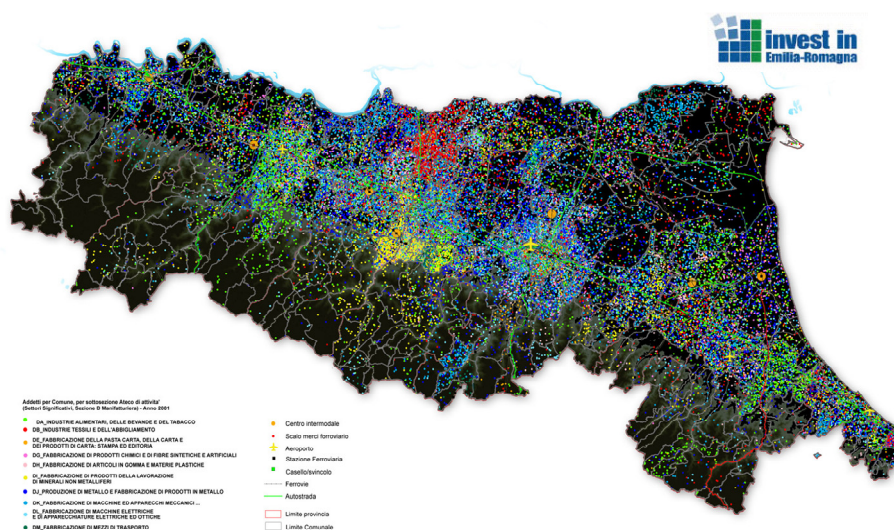 invest in
Emilia-Romagna
Addetti per Comune, per sottosezione Ateco di attivita'
(Settori Significativi, Sezione D Manifatturiera) - Anno 2001
DA_INDUSTRIE ALIMENTARI, DELLE BEVANDE E DEL TABACCO
DB_INDUSTRIE TESSILI E DELL'ABBIGLIAMENTO
DE_FABBRICAZIONE DELLA PASTA CARTA, DELLA CARTA E
DEI PRODOTTI DI CARTA: STAMPA ED EDITORIA
DG_FABBRICAZIONE DI PRODOTTI CHIMICI E DI FIBRE SINTETICHE E ARTIFICIALI
DH_FABBRICAZIONE DI ARTICOLI IN GOMMA E MATERIE PLASTICHE
DI_FABBRICAZIONE DI PRODOTTI DELLA LAVORAZIONE
DI MINERALI NON METALLIFERI
DJ_PRODUZIONE DI METALLO E FABBRICAZIONE DI PRODOTTI IN METALLO
DK_FABBRICAZIONE DI MACCHINE ED APPARECCHI MECCANICI ...
DL_FABBRICAZIONE DI MACCHINE ELETTRICHE
E DI APPARECCHIATURE ELETTRICHE ED OTTICHE
DM_FABBRICAZIONE DI MEZZI DI TRASPORTO
Centro intermodale
Scalo merci ferroviario
Aeroporto
Stazione Ferroviaria
Casello/svincolo
Ferrovie
Autostrada
Limite provincia
Limite Comunale